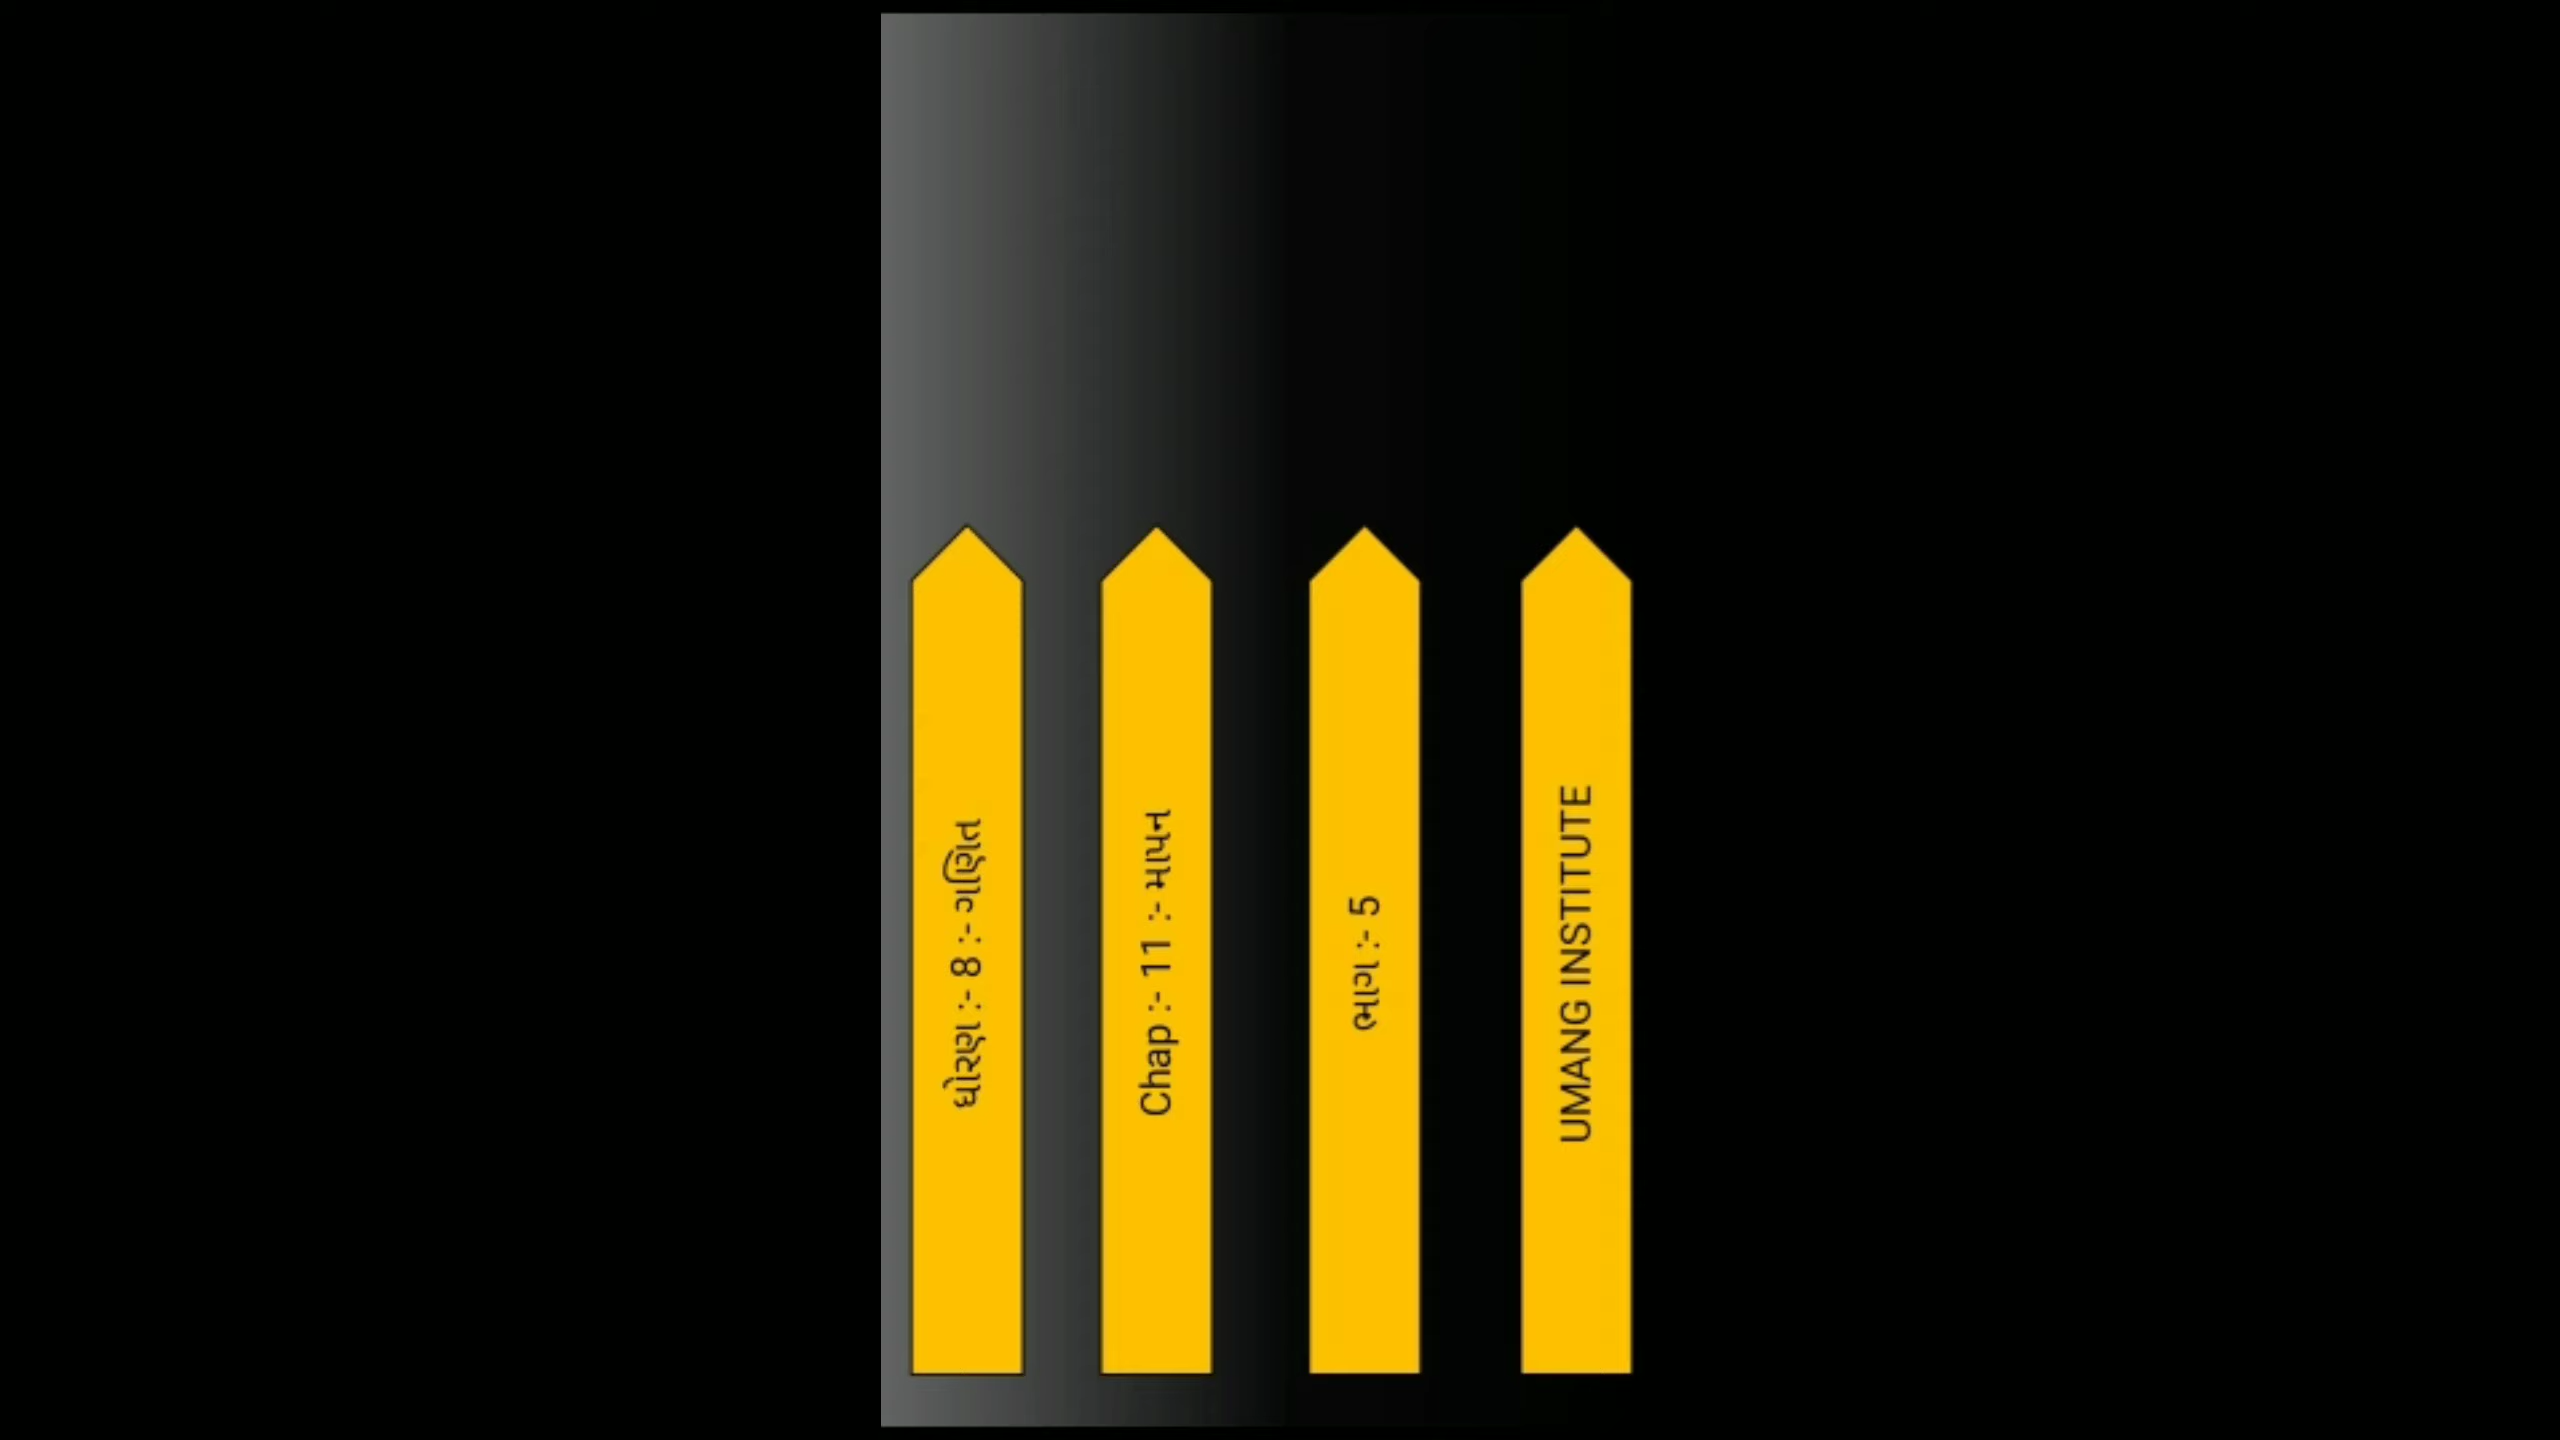 ધોરણ :- 8 :- ગણિત
Chap :- 11 :- માપન
ભાગ :- 5
UMANG INSTITUTE